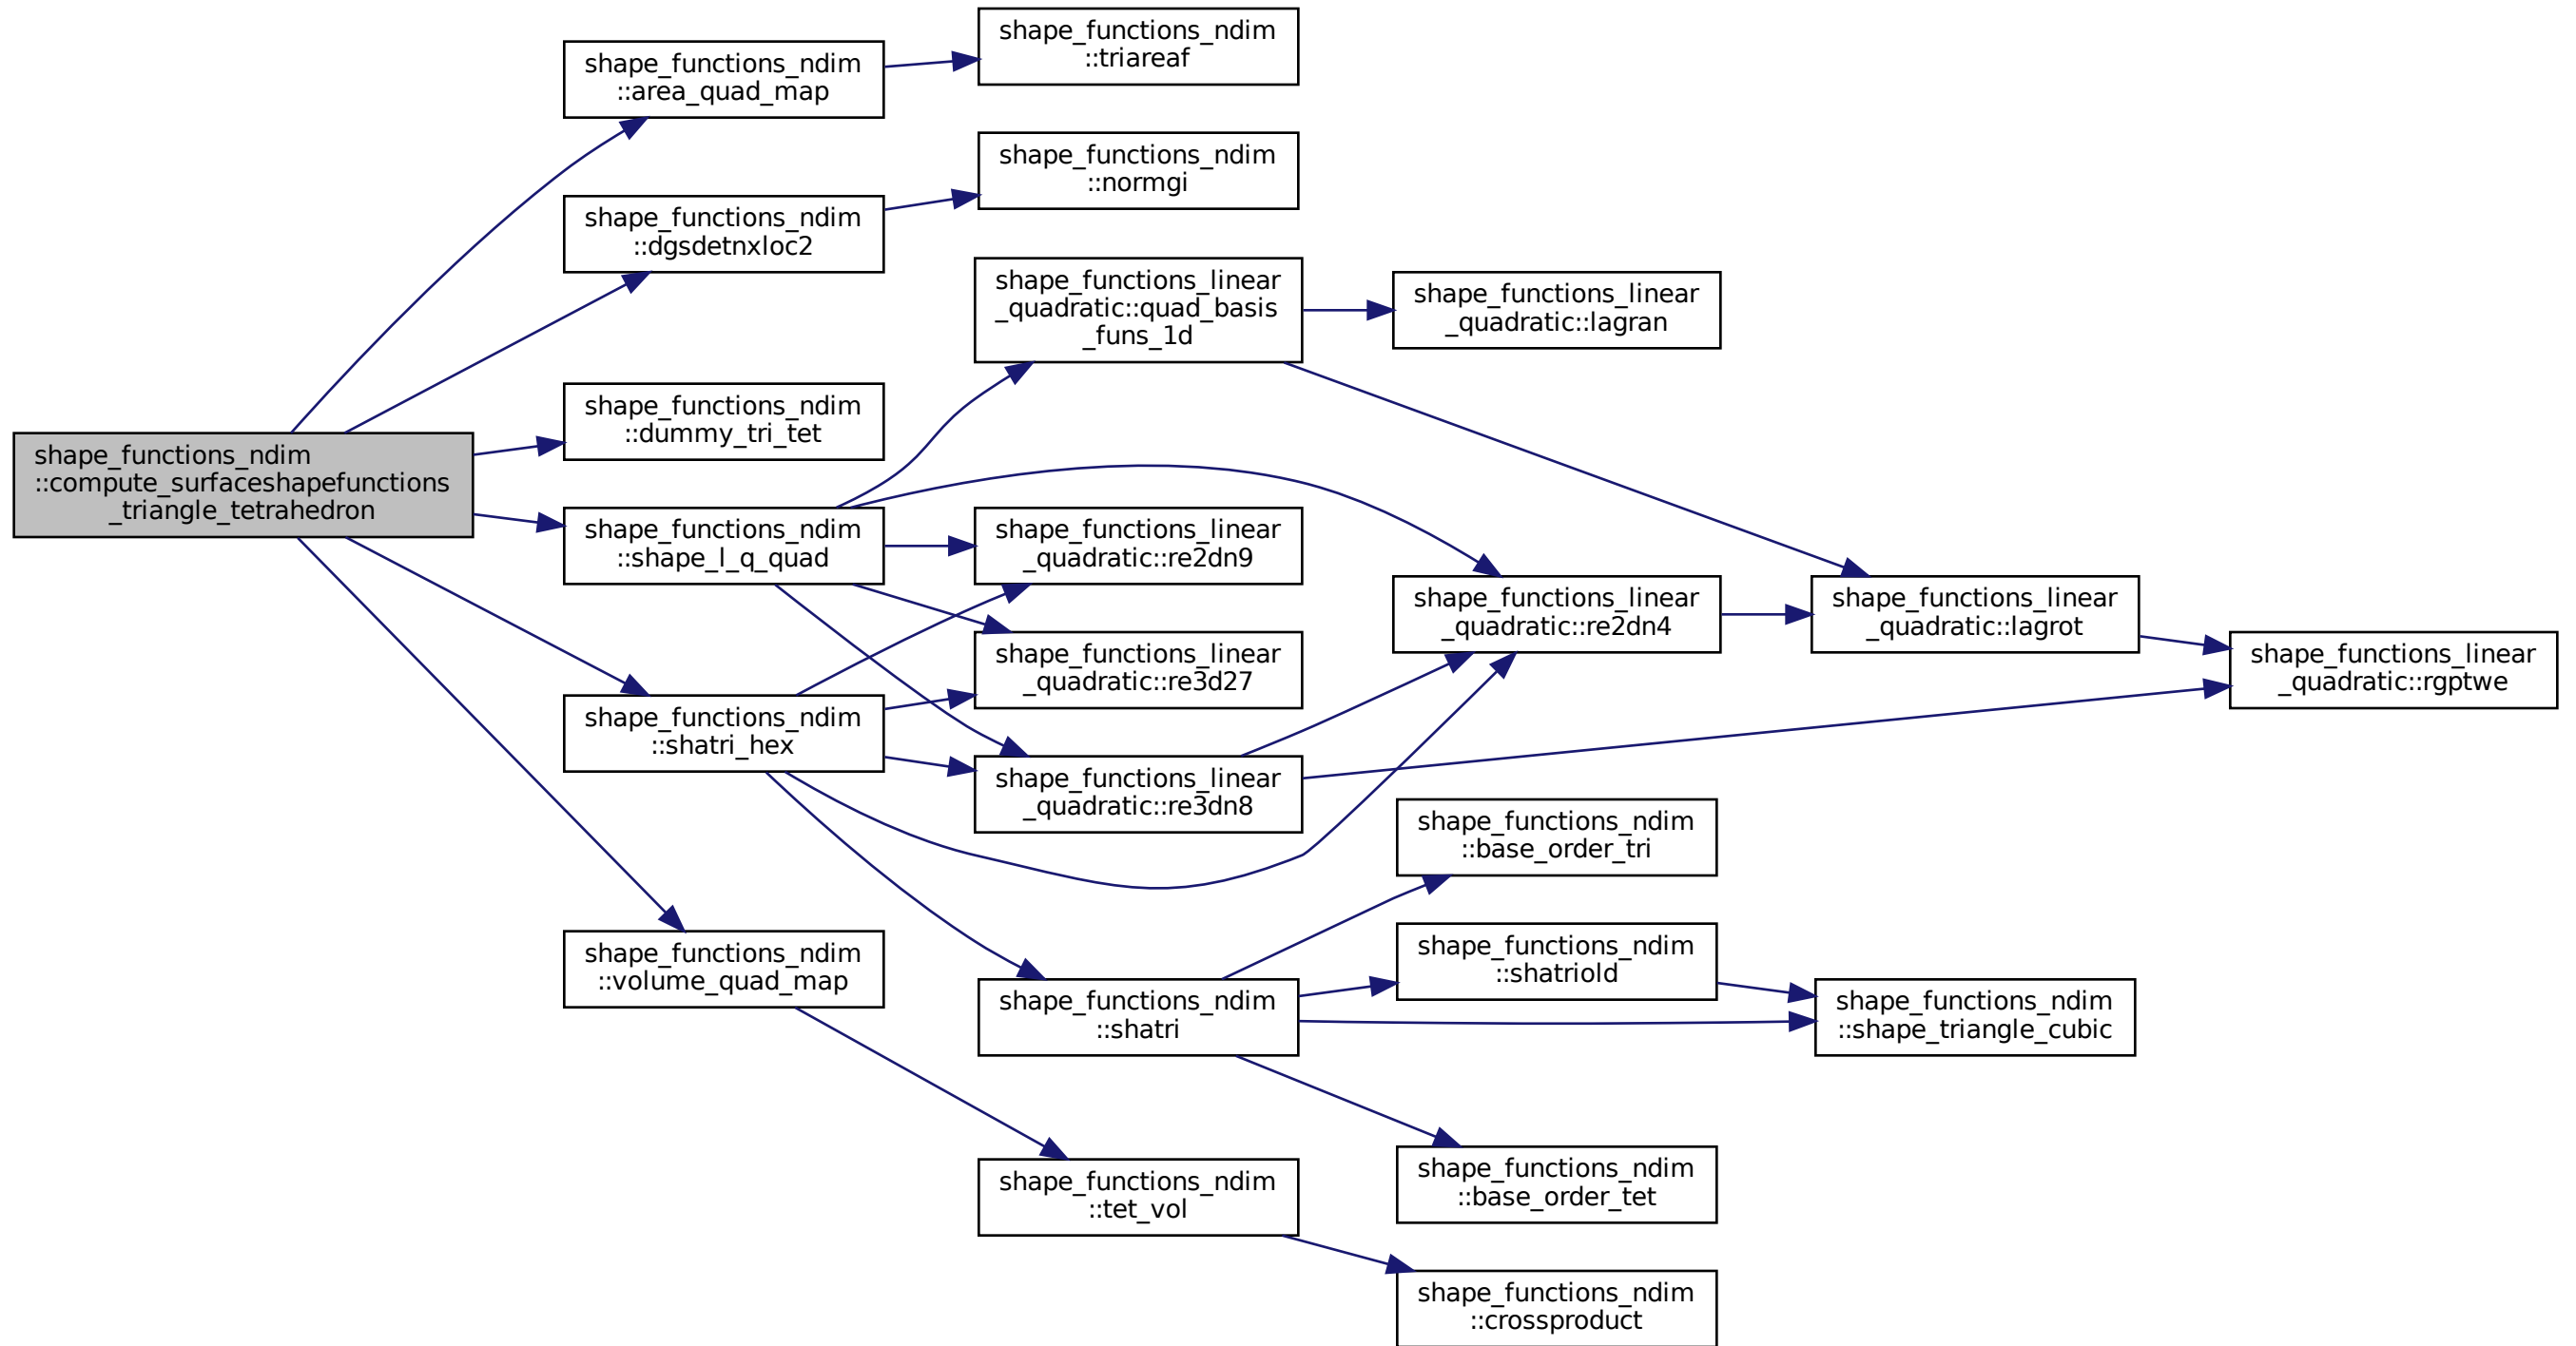 shape_functions_ndim
::compute_surfaceshapefunctions
_triangle_tetrahedron
shape_functions_ndim
::area_quad_map
shape_functions_ndim
::triareaf
shape_functions_ndim
::dgsdetnxloc2
shape_functions_ndim
::normgi
shape_functions_ndim
::dummy_tri_tet
shape_functions_ndim
::shape_l_q_quad
shape_functions_linear
_quadratic::quad_basis
_funs_1d
shape_functions_linear
_quadratic::lagran
shape_functions_linear
_quadratic::re2dn9
shape_functions_linear
_quadratic::re3d27
shape_functions_linear
_quadratic::re3dn8
shape_functions_linear
_quadratic::re2dn4
shape_functions_linear
_quadratic::lagrot
shape_functions_linear
_quadratic::rgptwe
shape_functions_ndim
::shatri_hex
shape_functions_ndim
::shatri
shape_functions_ndim
::base_order_tri
shape_functions_ndim
::shatriold
shape_functions_ndim
::shape_triangle_cubic
shape_functions_ndim
::base_order_tet
shape_functions_ndim
::volume_quad_map
shape_functions_ndim
::tet_vol
shape_functions_ndim
::crossproduct